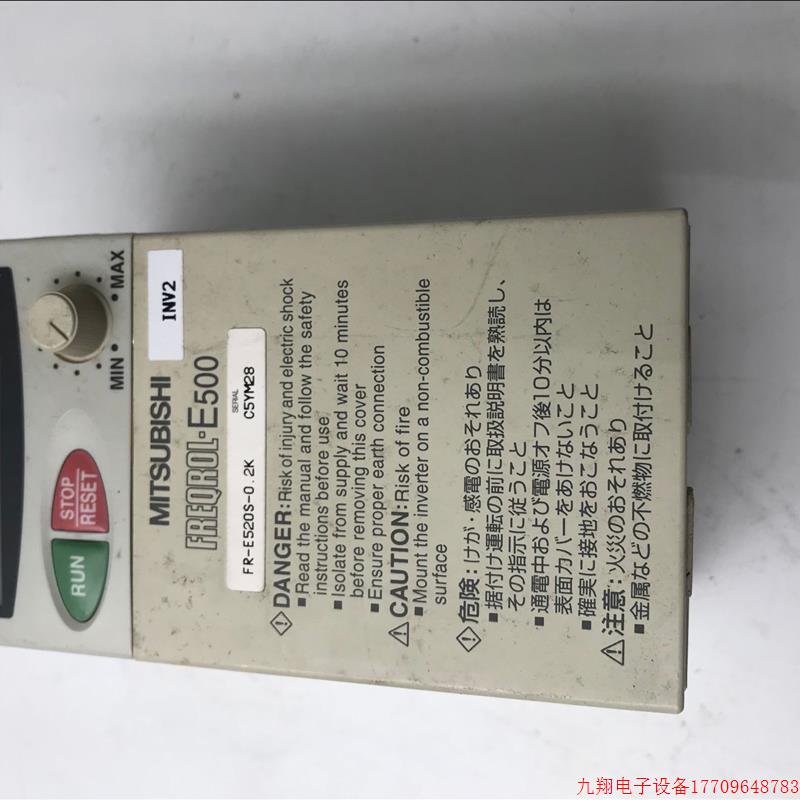 MIN
MAX
STOP
RESET
RUN
INV2
MITSUBISHI
FREQROL-E500
SERIAL
FR-E520S-0.2K C5YM28
DANGER:Risk of injury and electric shock
■Read the manual and follow the safety
instructions before use
■Isolate from supply and wait 10 minutes
before removing this cover
■Ensure proper earth connection
CAUTION:Risk of fire
■Mount the inverter on a non-combustible
surface
危険:けが・感電のおそれあり
■据付け運転の前に取扱説明書を熟読し、
その指示に従うこと
■通電中および電源オフ後10分以内は
表面カバーをあけないこと
■確実に接地をおこなうこと
注意:火災のおそれあり
■金属などの不燃物に取付けること
九翔电子设备17709648783